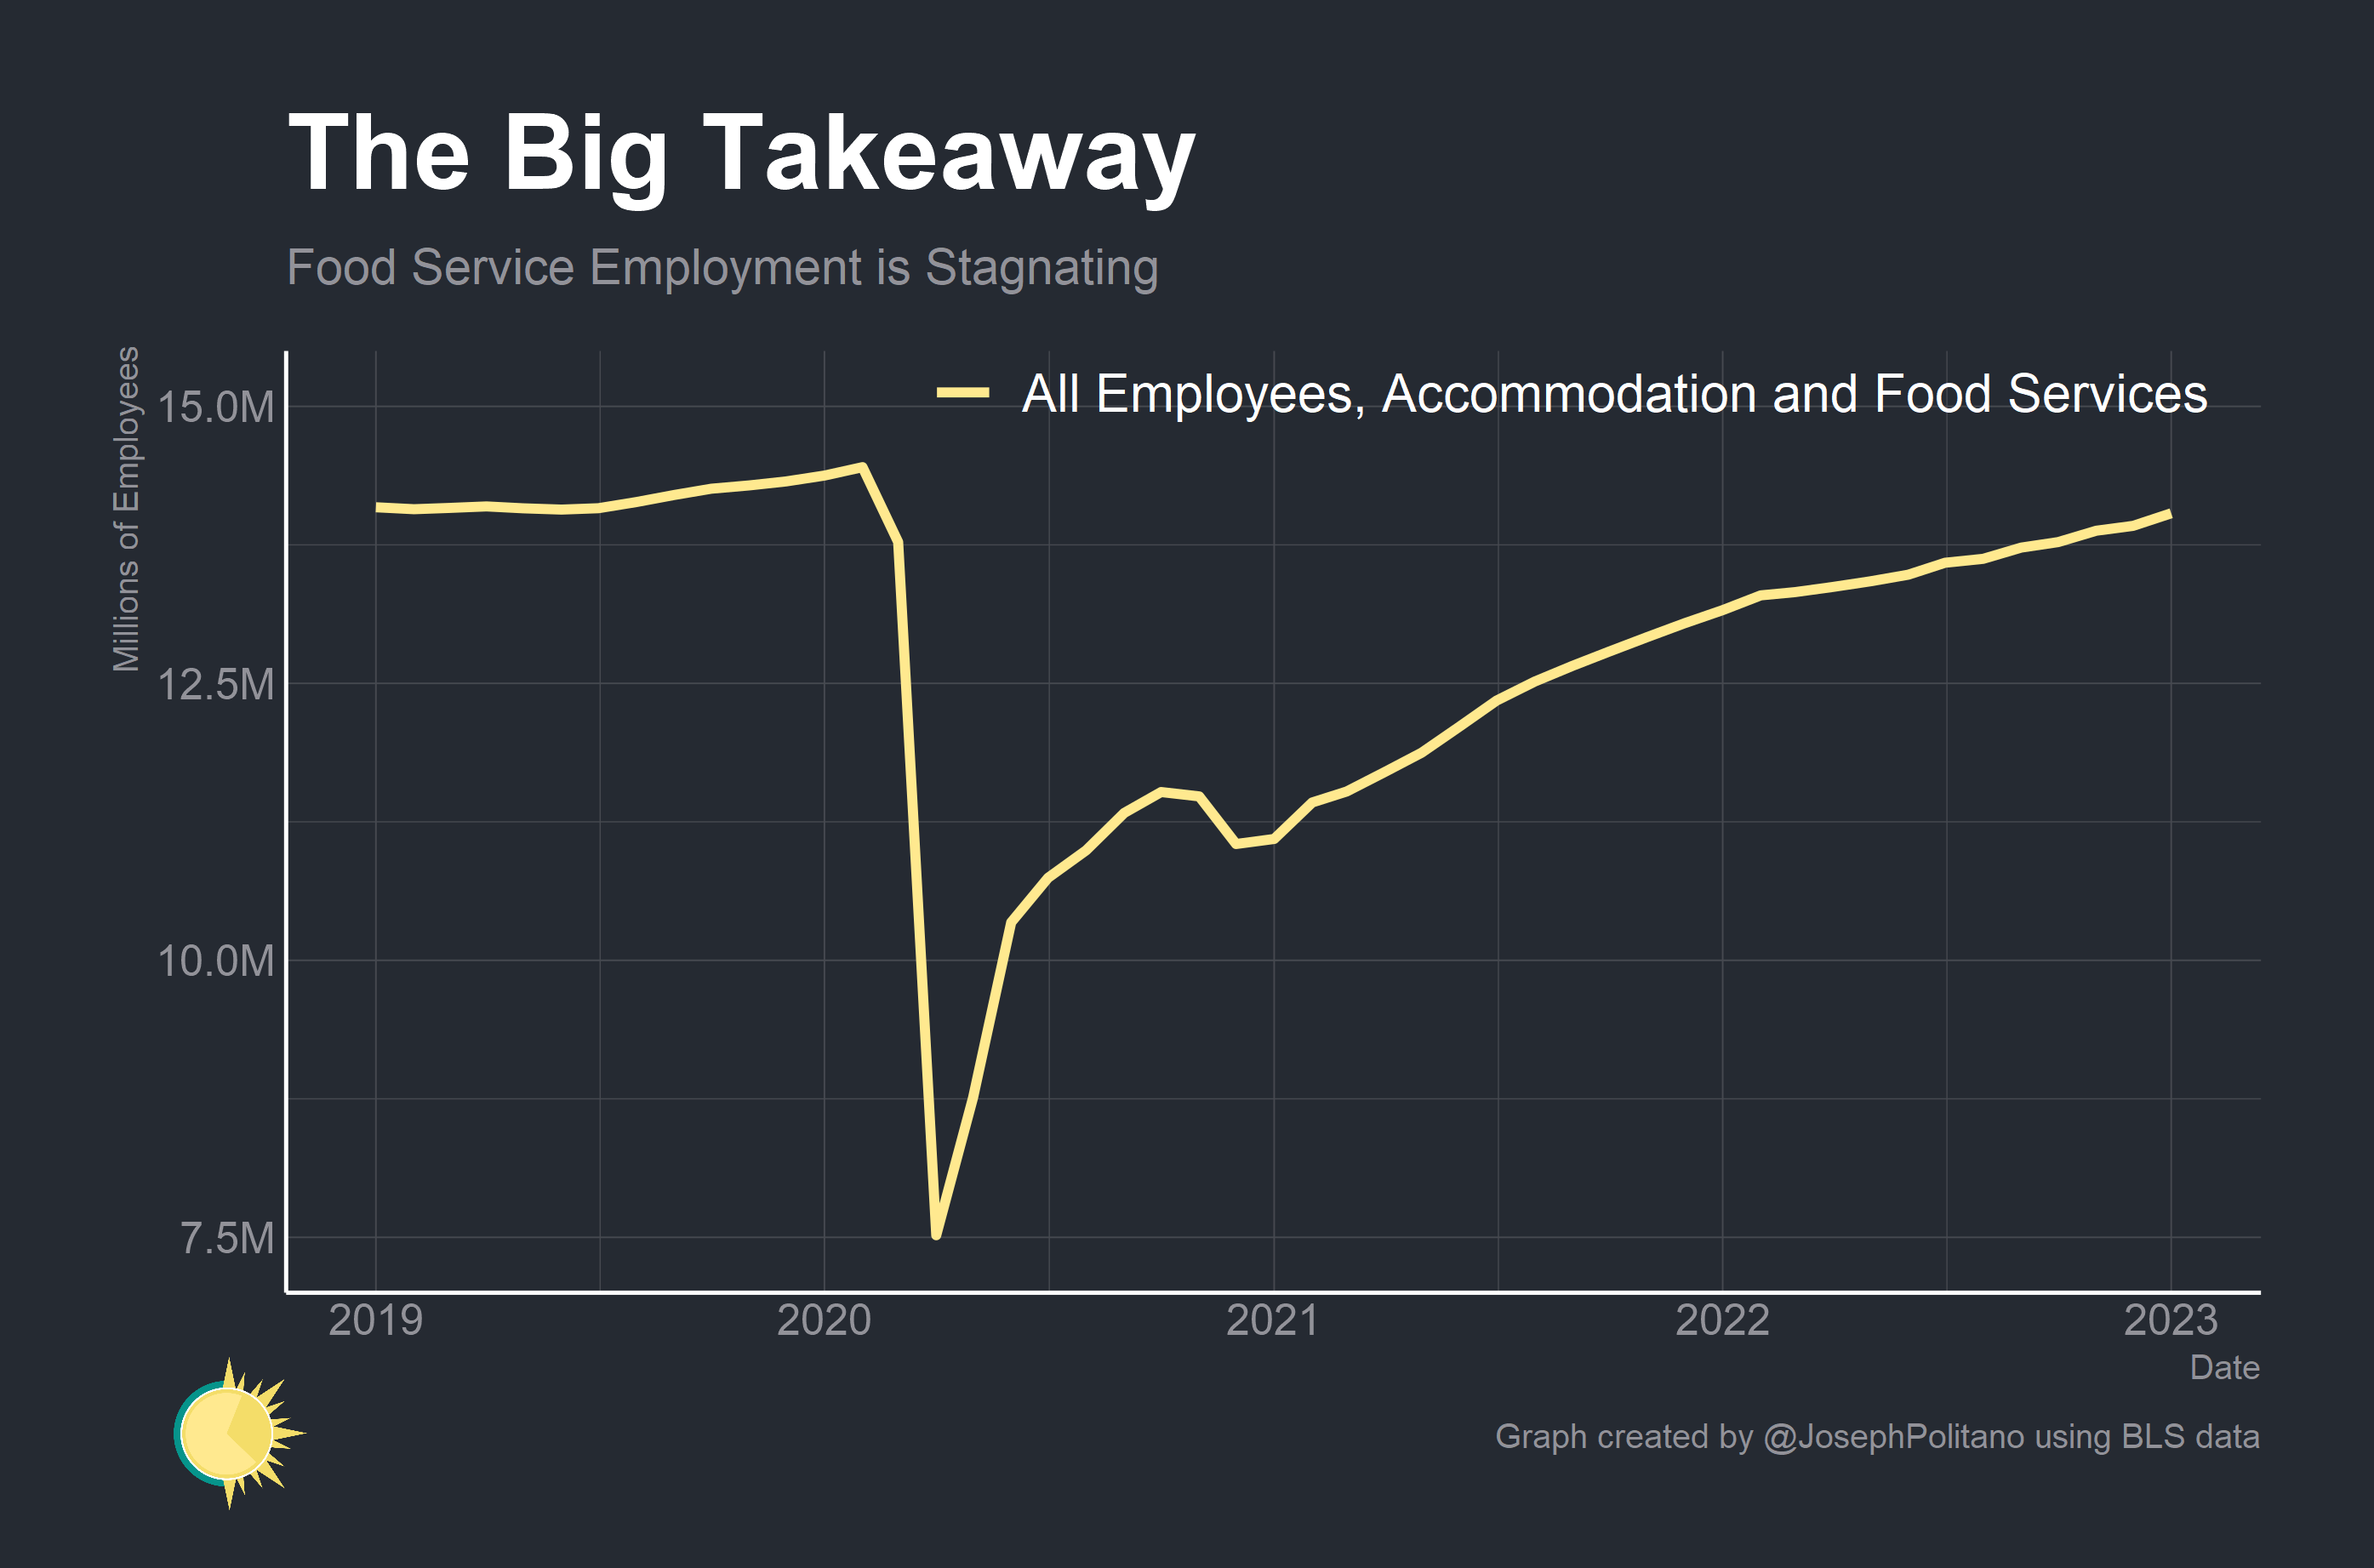 The Big Takeaway
Food Service Employment is Stagnating
Millions of Employees
All Employees, Accommodation and Food Services
15.0M
12.5M
10.0M
7.5M
2019 2020 2021 2022 2023
Date
Graph created by @JosephPolitano using BLS data